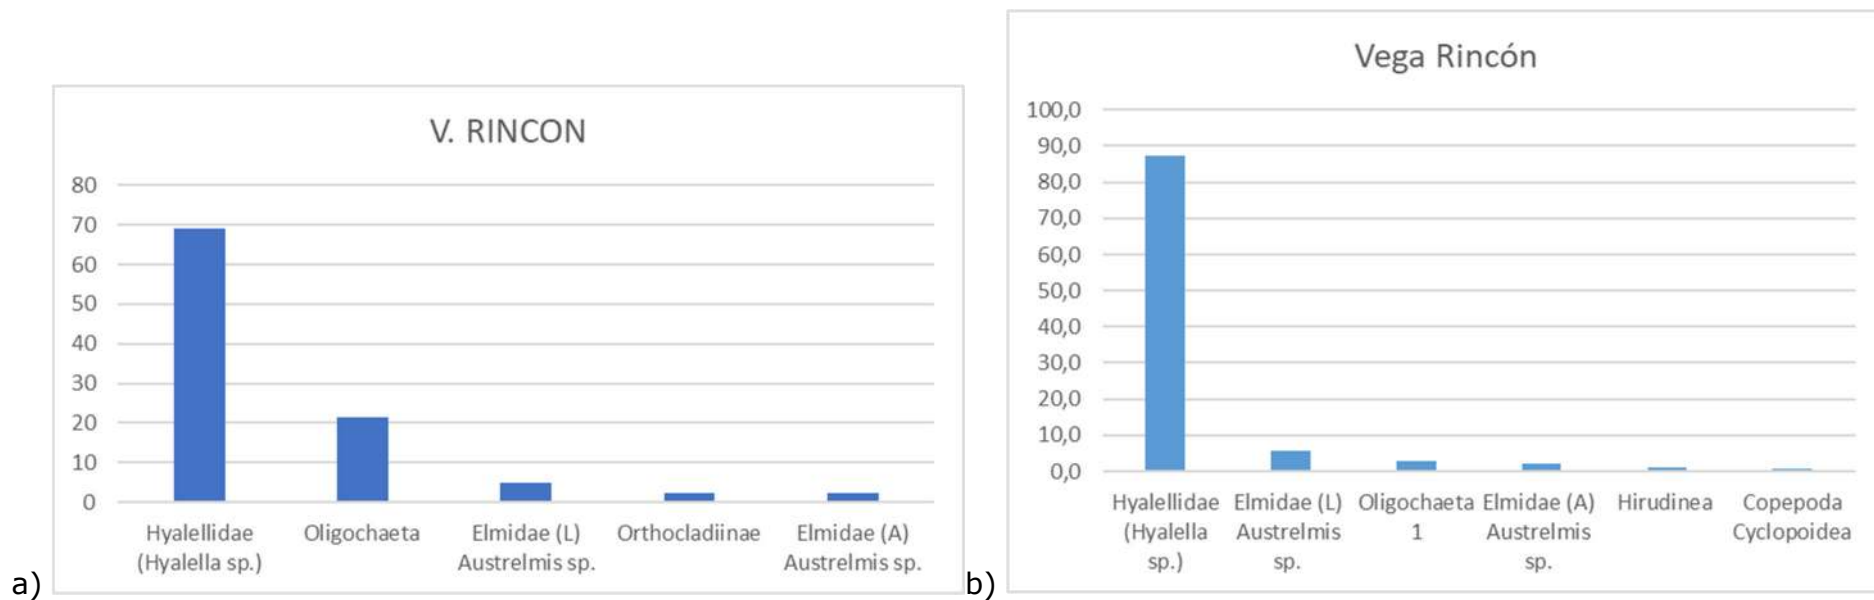 V. RINCON
80
70
60
50
40
30
20
10
0
Hyalellidae
(Hyalella sp.)
Oligochaeta
Elmidae (L)
Austrelmis sp.
Orthocladiinae
Elmidae (A)
Austrelmis sp.
a)
Vega Rincón
100,0
90,0
80,0
70,0
60,0
50,0
40,0
30,0
20,0
10,0
0,0
Hyalellidae
(Hyalella
sp.)
Elmidae (L)
Austrelmis
sp.
Oligochaeta
1
Elmidae (A)
Austrelmis
sp.
Hirudinea
Copepoda
Cyclopoidea
b)